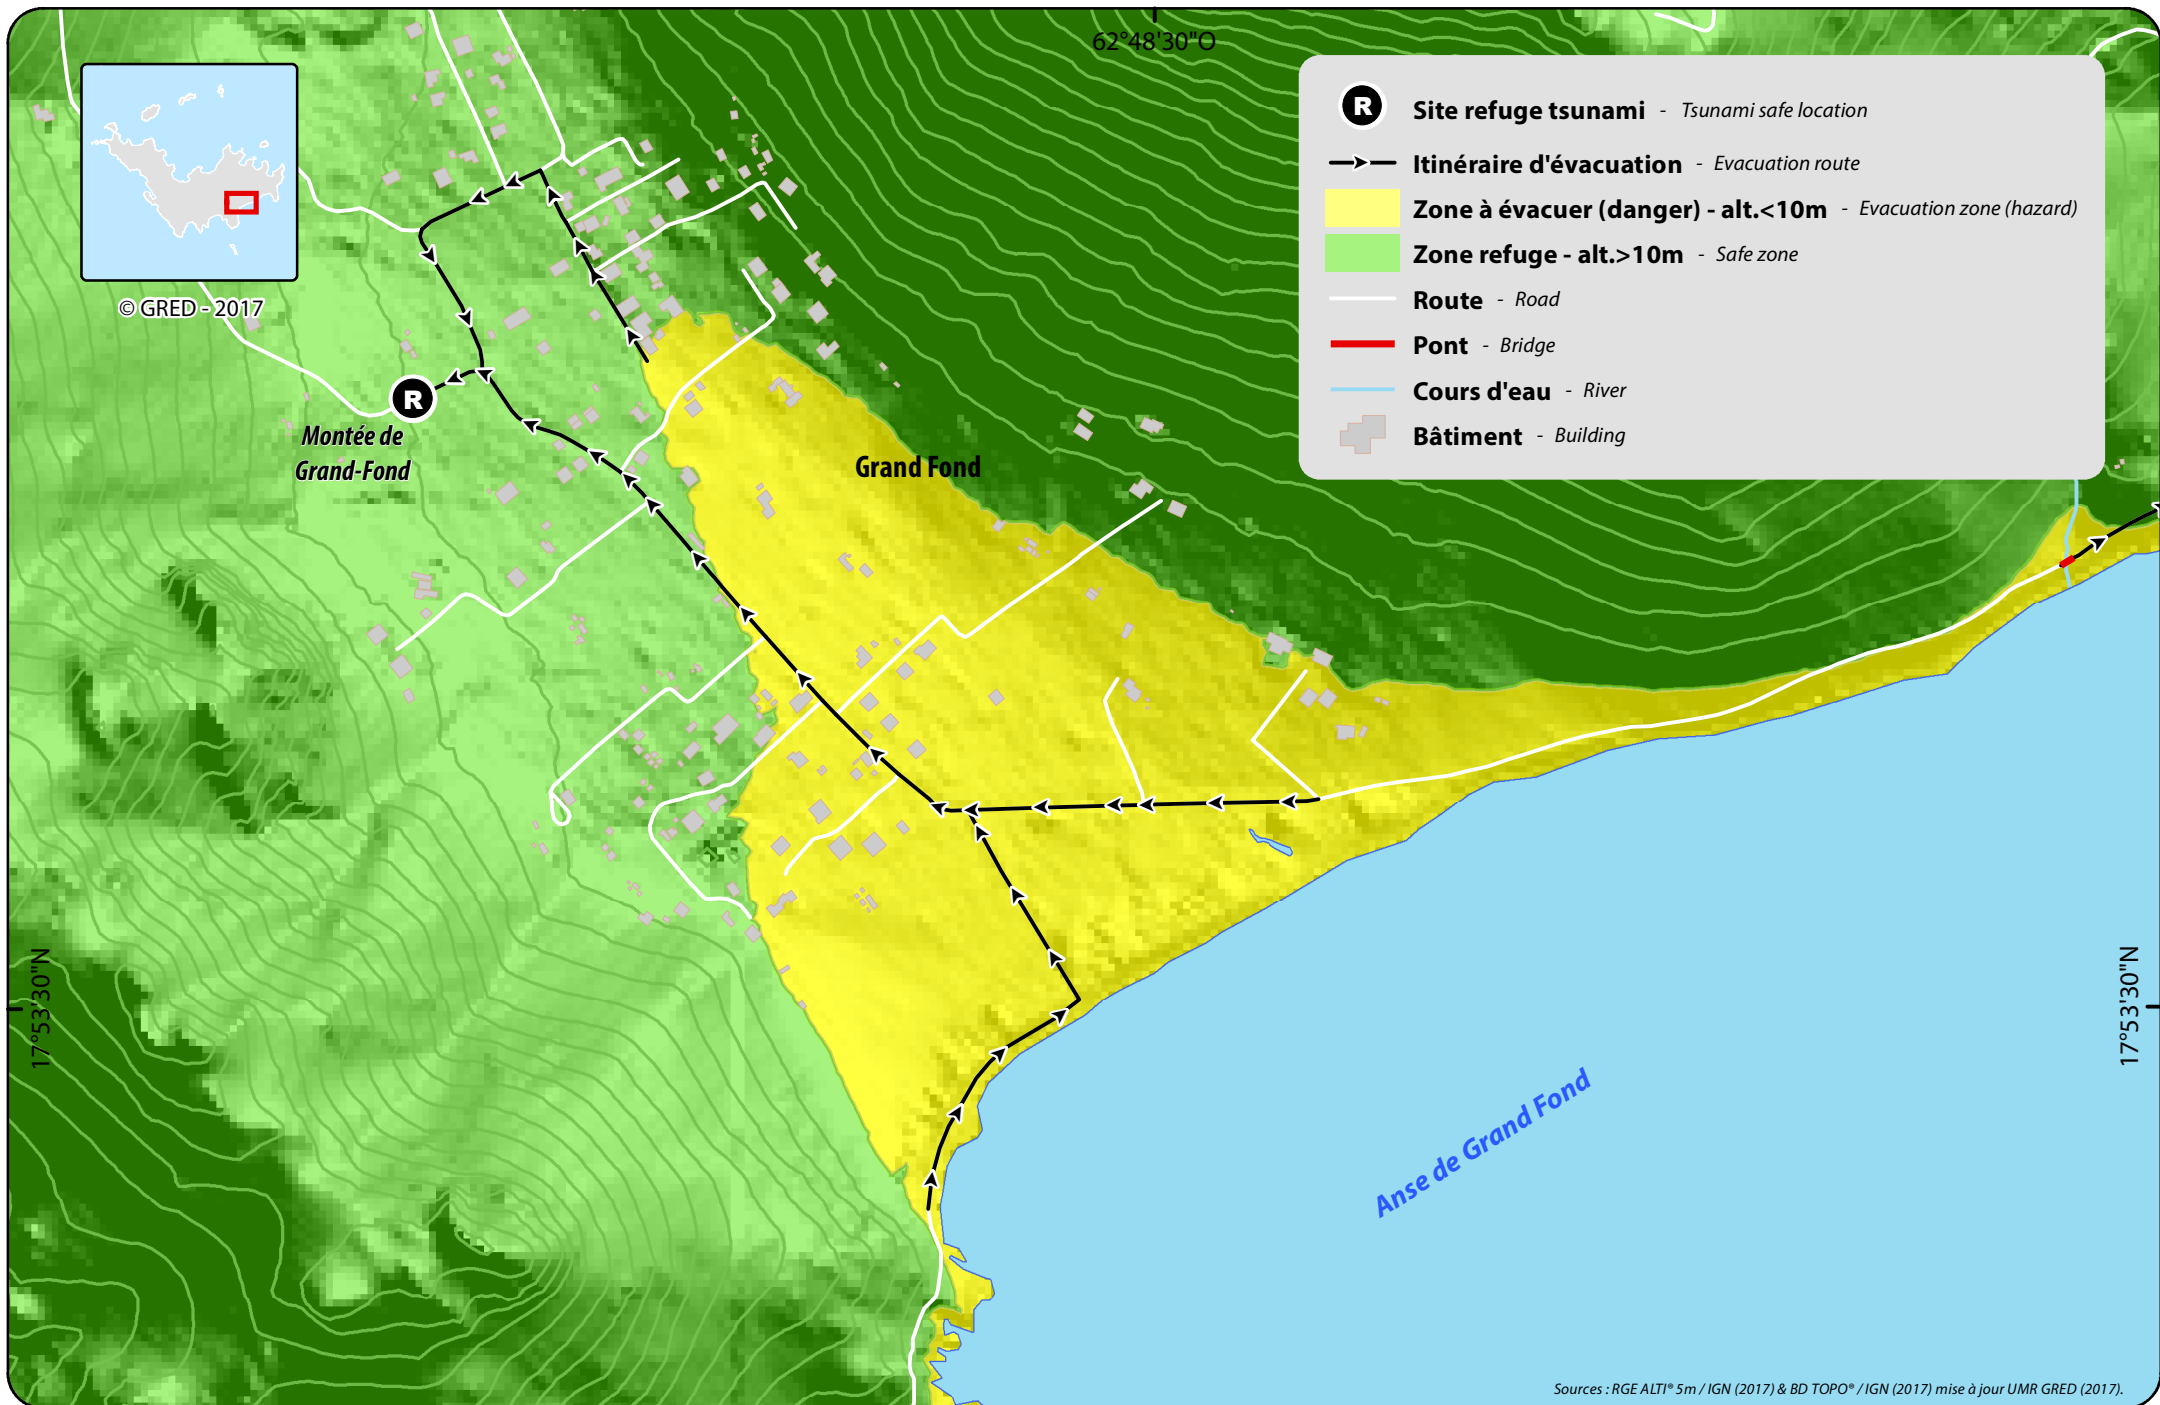 62°48'30"O
R
Site refuge tsunami - Tsunami safe location
Itinéraire d'évacuation - Evacuation route
Zone à évacuer (danger) - alt.<10m - Evacuation zone (hazard)
Zone refuge - alt.>10m - Safe zone
Route - Road
Pont - Bridge
Cours d'eau - River
Bâtiment - Building
© GRED - 2017
R
Montée de
Grand-Fond
Grand Fond
17°53'30"N
17°53'30"N
Anse de Grand Fond
Sources : RGE ALTI® 5m / IGN (2017) & BD TOPO® / IGN (2017) mise à jour UMR GRED (2017).